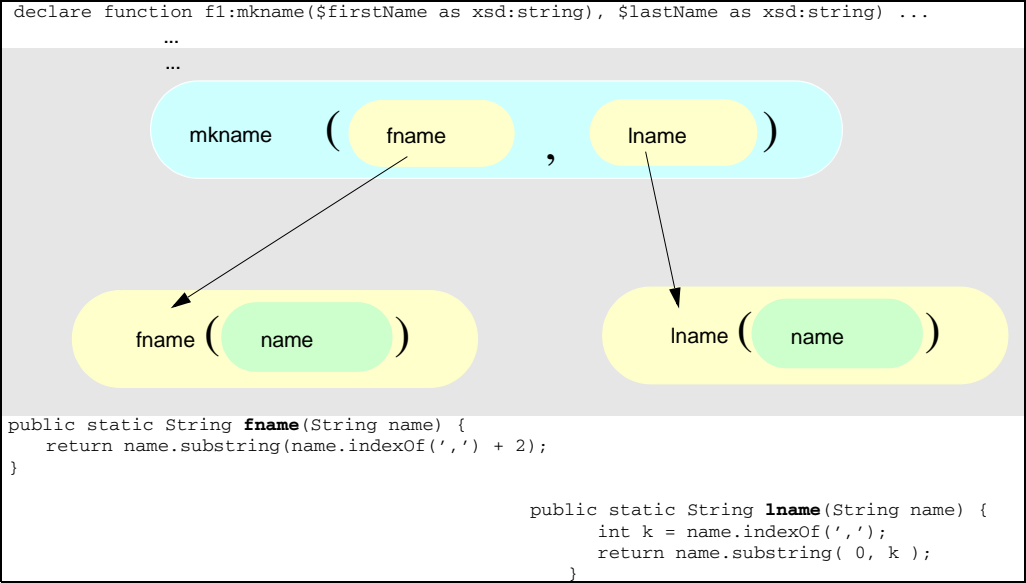 declare function f1:mkname($firstName as xsd:string), $lastName as xsd:string) ...
...
...
mkname ( fname , lname )
fname ( name ) lname ( name )
public static String fname(String name) {
return name.substring(name.indexOf(',') + 2);
}
public static String lname(String name) {
int k = name.indexOf(',');
return name.substring( 0, k );
}